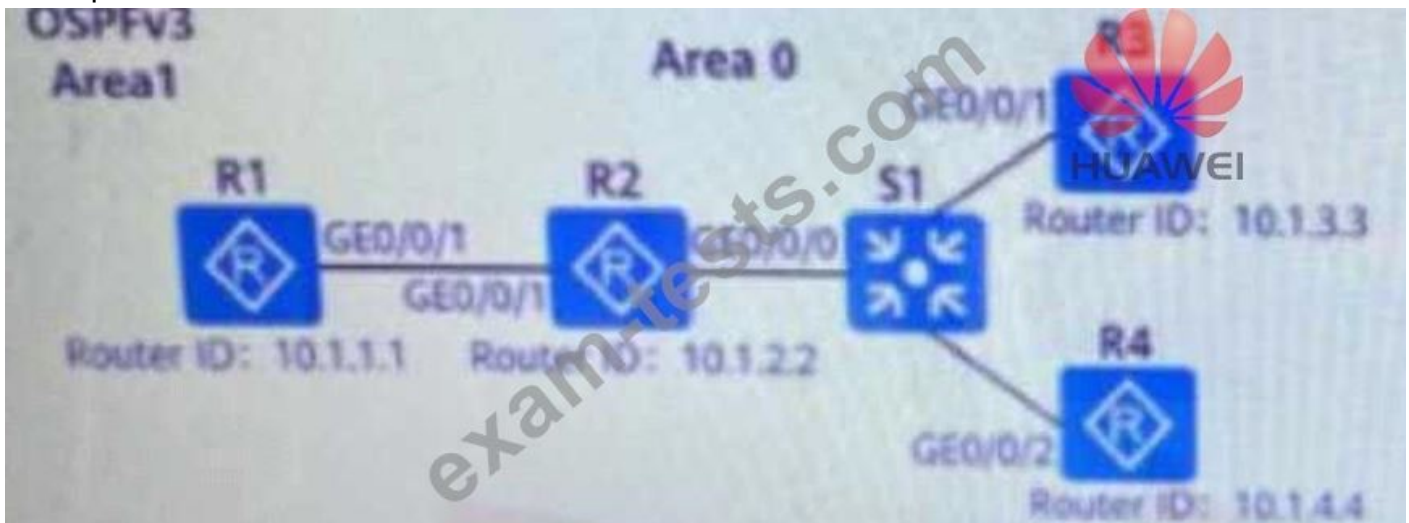 OSPFv3
Area1
Area 0
R3
GE0/0/1
HUAWEI
Router ID: 10.1.3.3
R1
R2
S1
GE0/0/1
GE0/0/1
GE0/0/0
Router ID: 10.1.1.1
Router ID: 10.1.2.2
R4
GE0/0/2
Router ID: 10.1.4.4
exam-tests.com